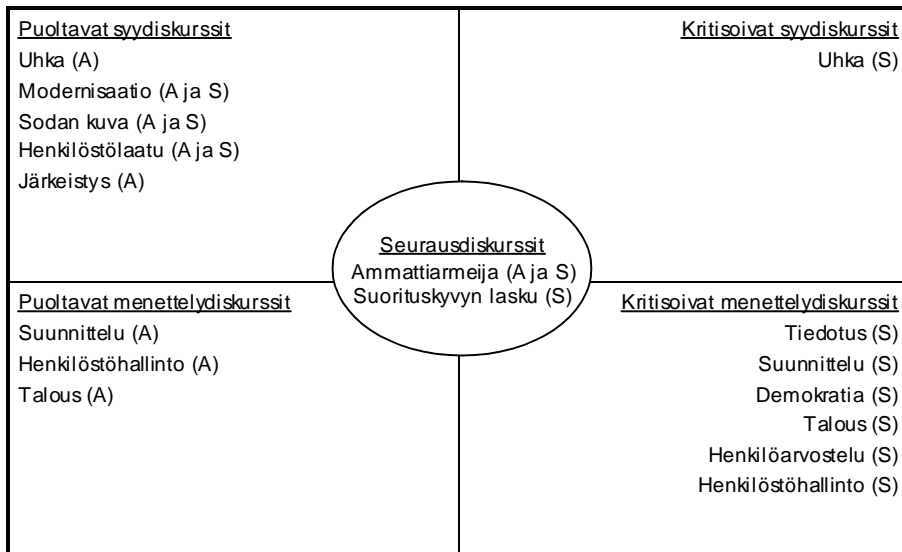 Puoltavat syydiskurssit
Uhka (A)
Modernisaatio (A ja S)
Sodan kuva (A ja S)
Henkilöstölaatu (A ja S)
Järkeistys (A)
Kritisoivat syydiskurssit
Uhka (S)
Seurausdiskurssit
Ammattiarmeija (A ja S)
Suorituskyvyn lasku (S)
Puoltavat menettelydiskurssit
Suunnittelu (A)
Henkilöstöhallinto (A)
Talous (A)
Kritisoivat menettelydiskurssit
Tiedotus (S)
Suunnittelu (S)
Demokratia (S)
Talous (S)
Henkilöarvostelu (S)
Henkilöstöhallinto (S)